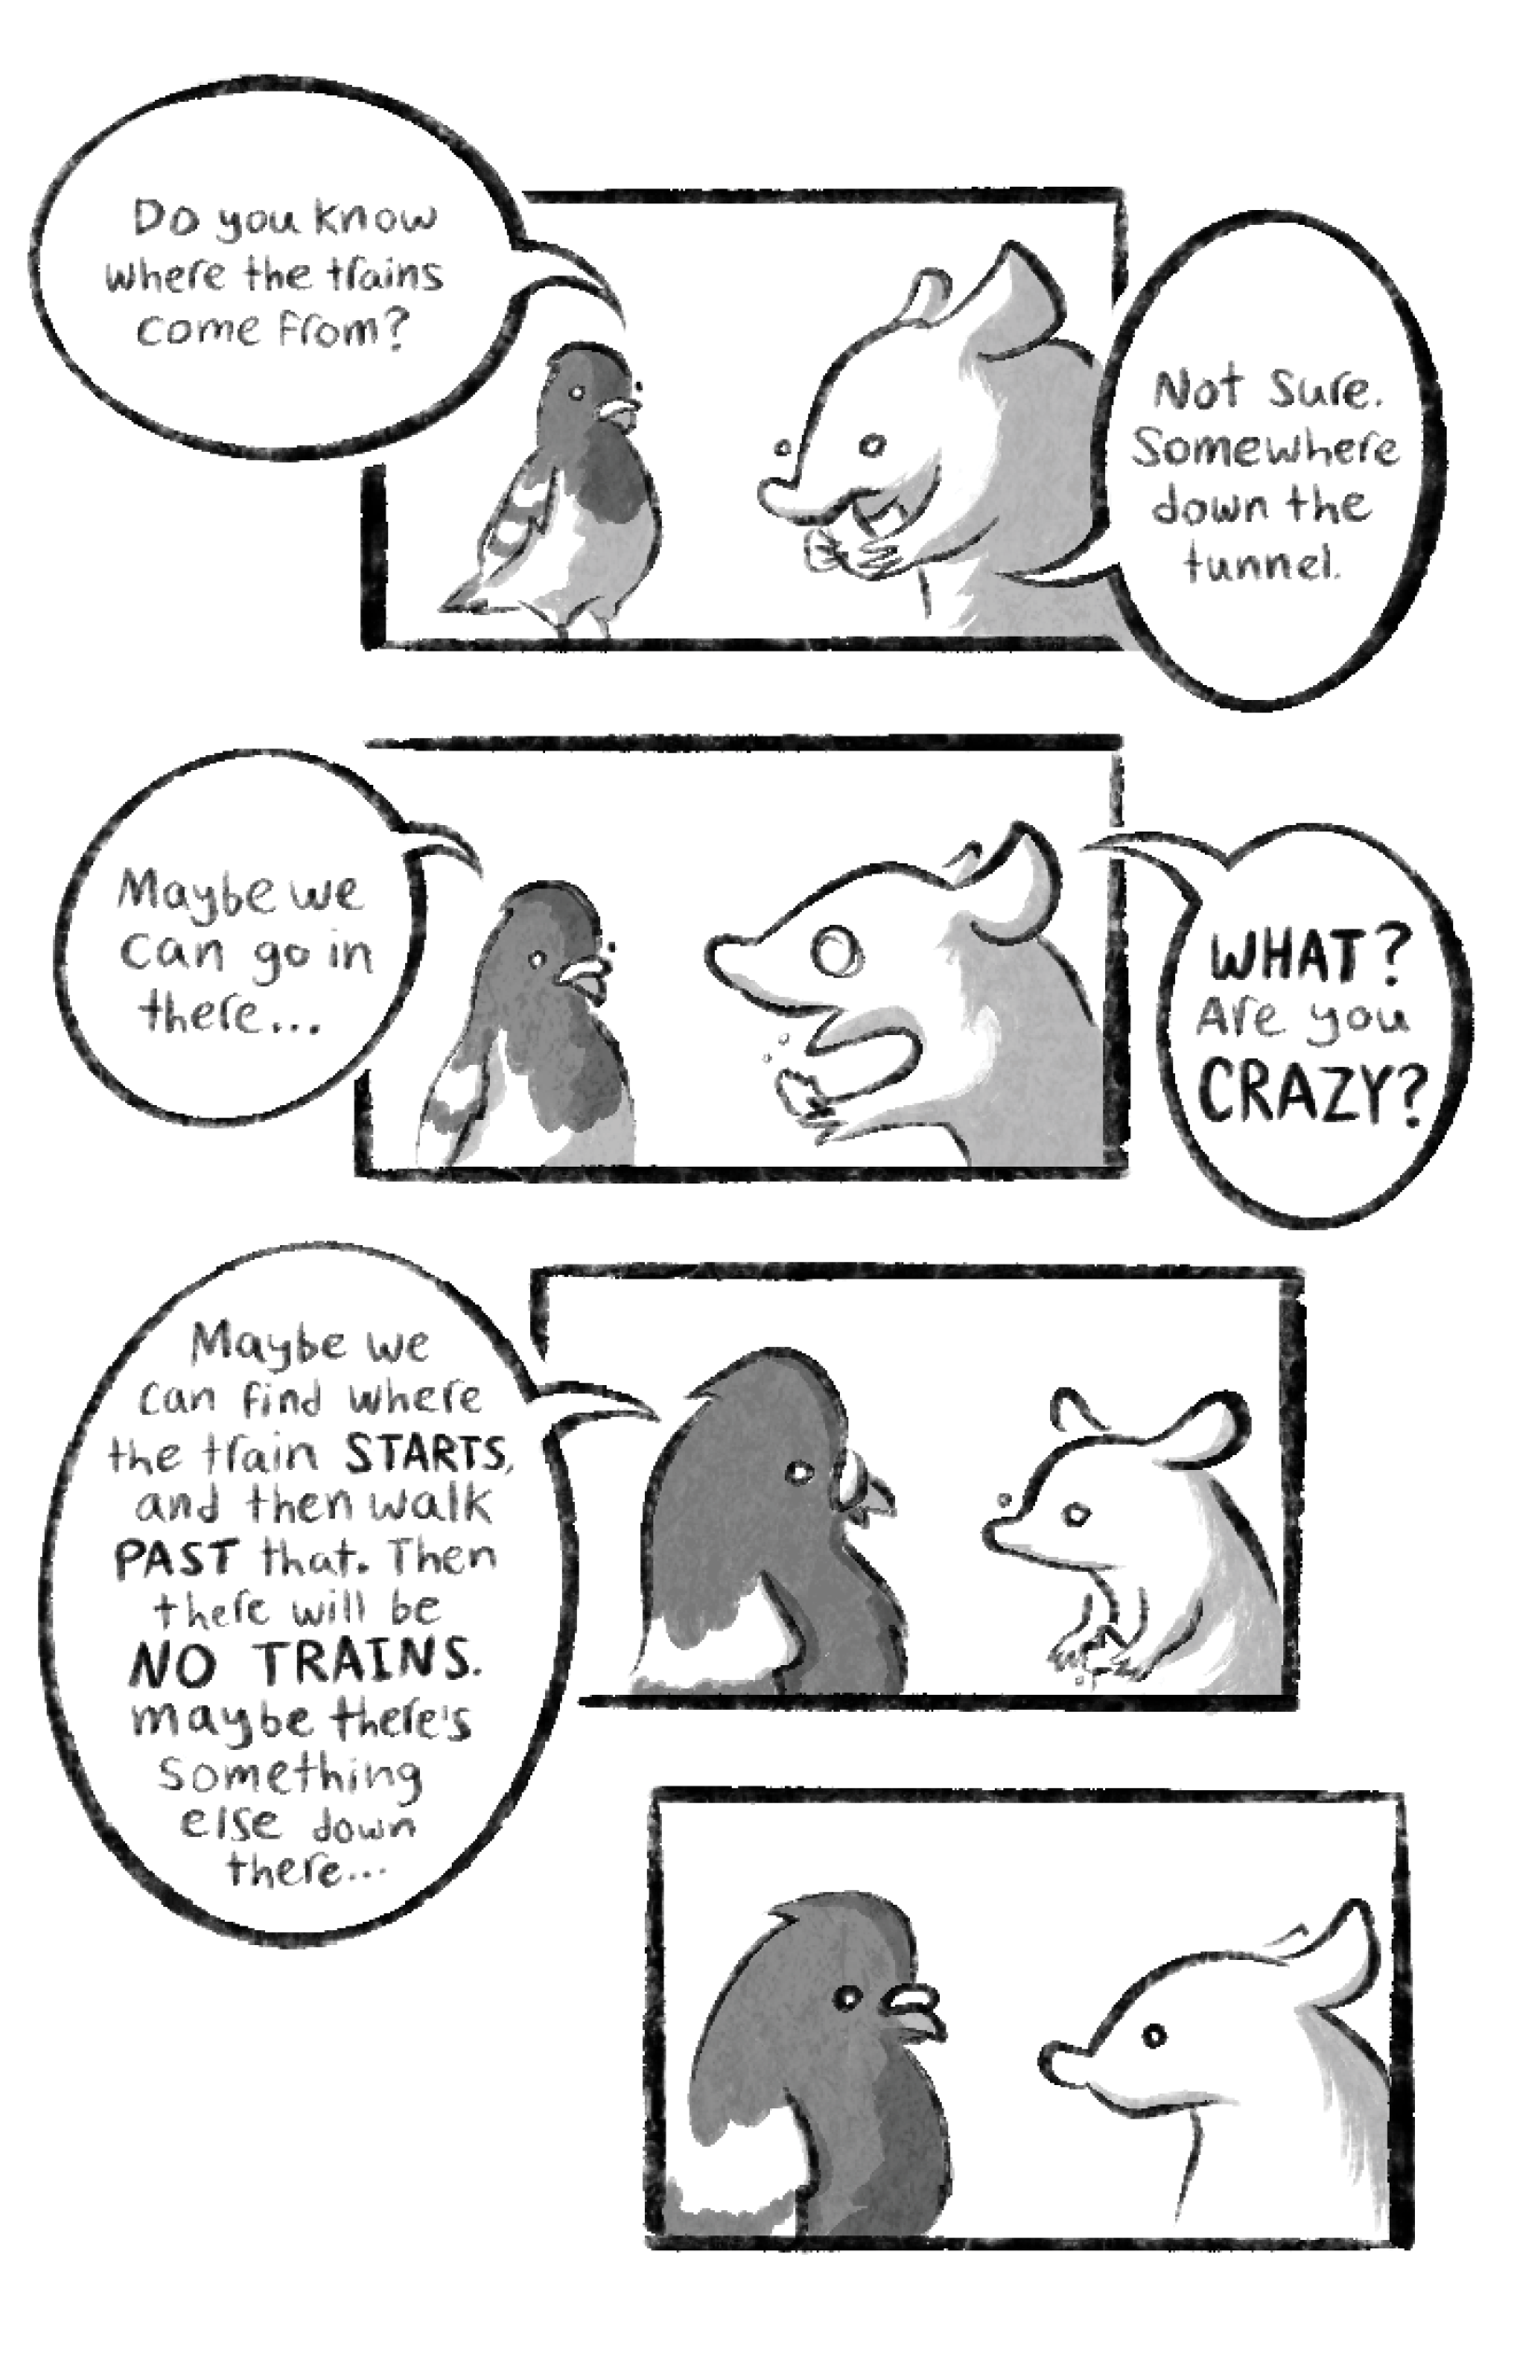 Do you know
where the trains
come from?
Not sure.
Somewhere
down the
tunnel.
Maybe we
can go in
there...
WHAT?
Are you
CRAZY?
Maybe we
can find where
the train STARTS,
and then walk
PAST that. Then
there will be
NO TRAINS.
maybe there's
something
else down
there...